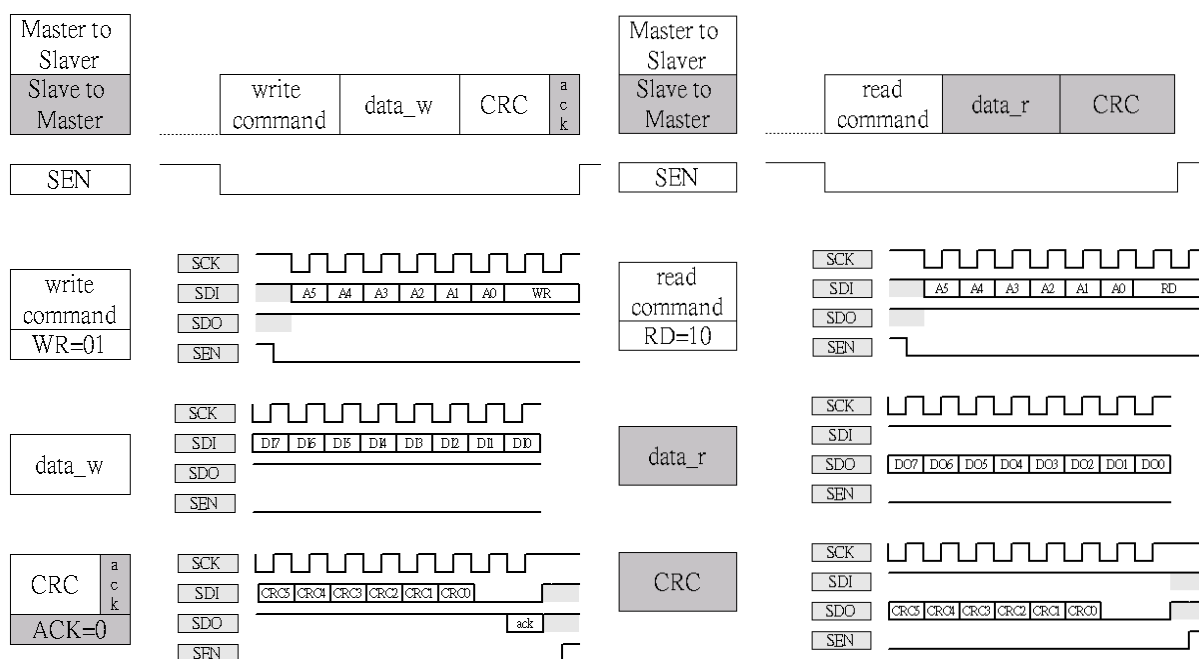 Master to
Slaver
Slave to
Master
write
command
data_w
CRC
a
c
k
SEN
write
command
WR=01
SCK
SDI
A5 A4 A3 A2 A1 A0 WR
SDO
SEN
data_w
SCK
SDI
DI7 DI6 DI5 DI4 DI3 DI2 DI1 DI0
SDO
SEN
CRC
a
c
k
ACK=0
SCK
SDI
CRC5 CRC4 CRC3 CRC2 CRC1 CRC0
SDO
ack
SEN
Master to
Slaver
Slave to
Master
read
command
data_r
CRC
SEN
read
command
RD=10
SCK
SDI
A5 A4 A3 A2 A1 A0 RD
SDO
SEN
data_r
SCK
SDI
SDO
DO7 DO6 DO5 DO4 DO3 DO2 DO1 DO0
SEN
CRC
SCK
SDI
SDO
CRC5 CRC4 CRC3 CRC2 CRC1 CRC0
SEN